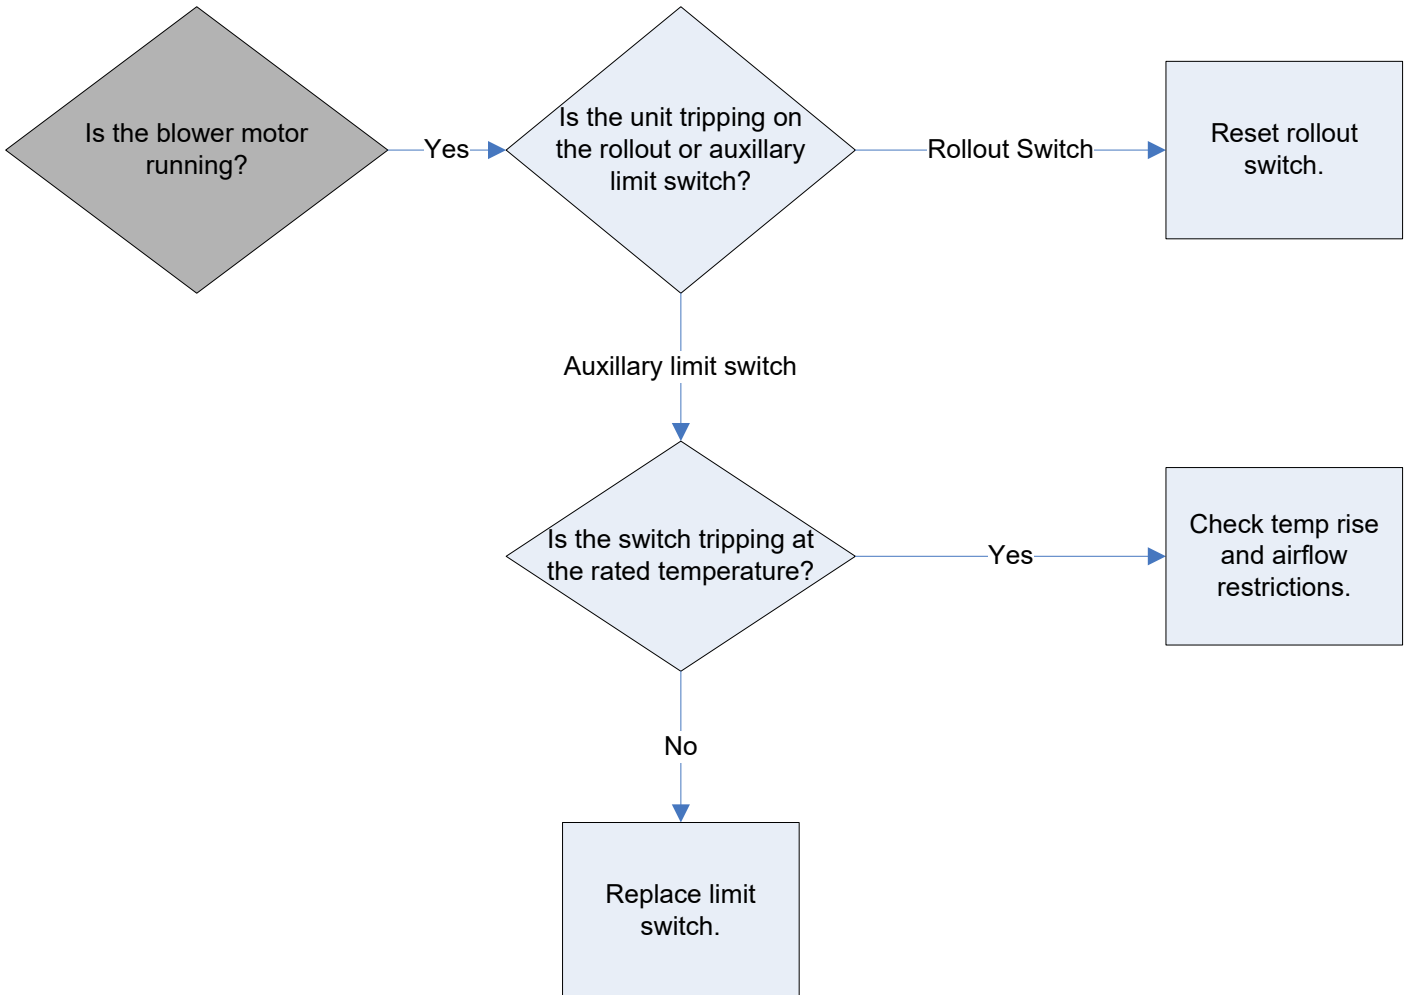 Is the blower motor
running?
Yes
Is the unit tripping on
the rollout or auxillary
limit switch?
Rollout Switch
Reset rollout
switch.
Auxillary limit switch
Is the switch tripping at
the rated temperature?
Yes
Check temp rise
and airflow
restrictions.
No
Replace limit
switch.